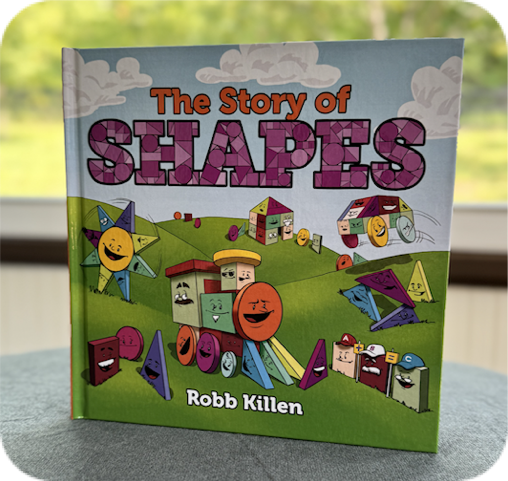 The Story of
SHAPES
A + B = C
Robb Killen